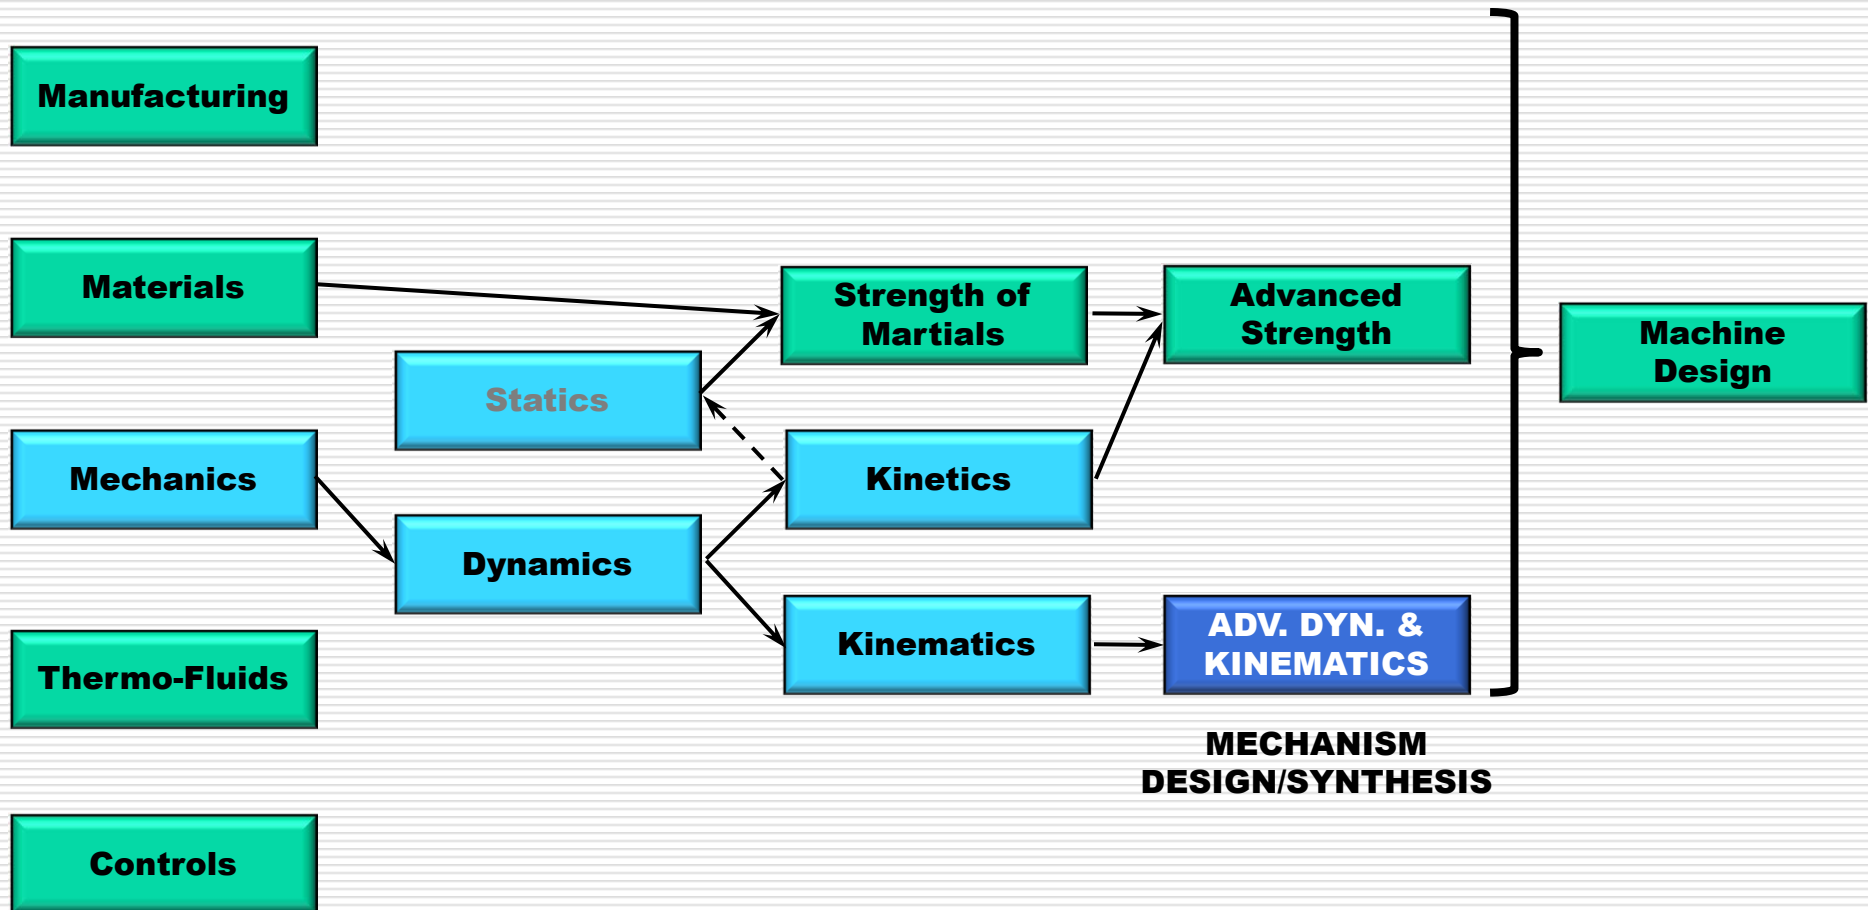 Manufacturing
Materials
Strength of
Martials
Advanced
Strength
Machine
Design
Statics
Mechanics
Kinetics
Dynamics
Kinematics
ADV. DYN. &
KINEMATICS
Thermo-Fluids
MECHANISM
DESIGN/SYNTHESIS
Controls